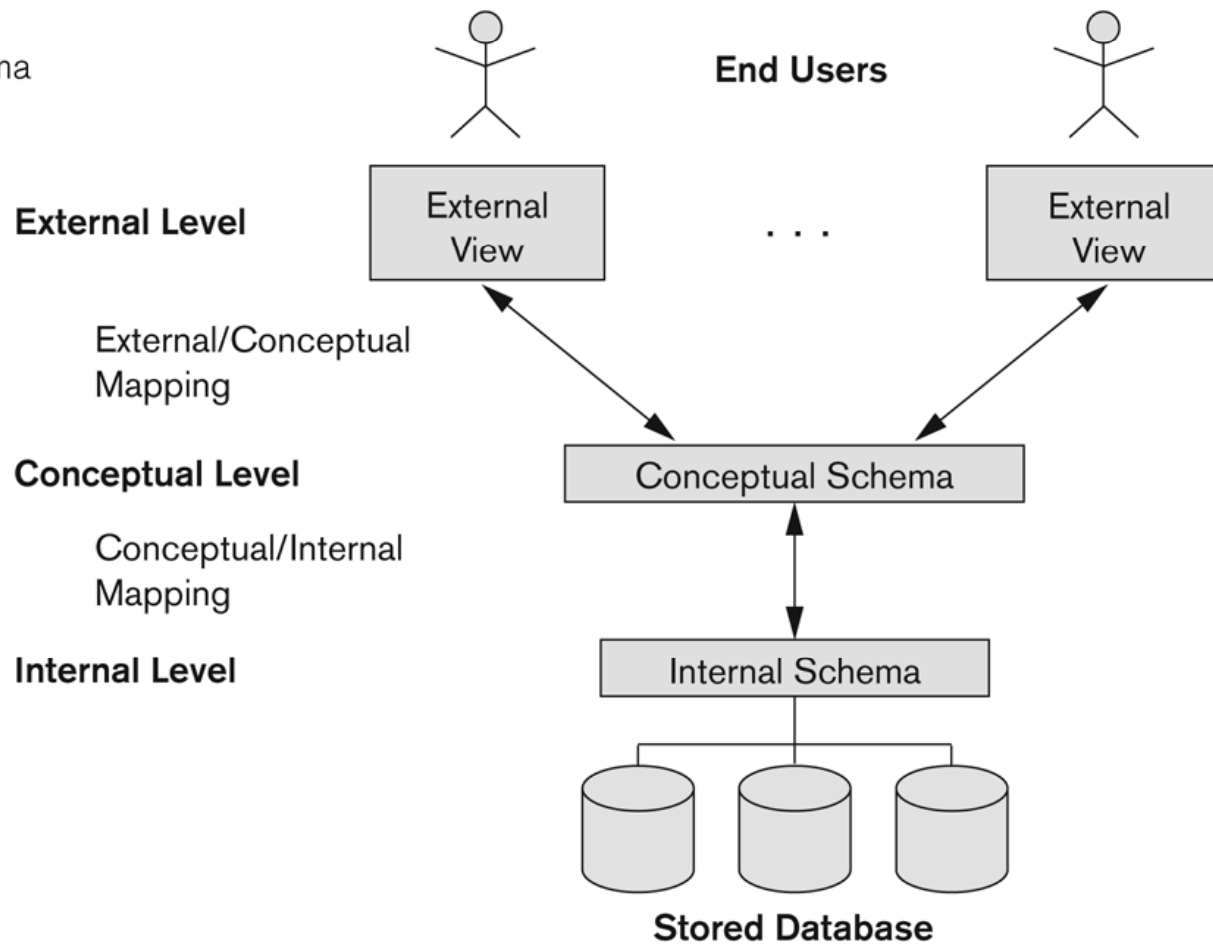 ma
End Users
External Level
External
View
. . .
External
View
External/Conceptual
Mapping
Conceptual Level
Conceptual Schema
Conceptual/Internal
Mapping
Internal Level
Internal Schema
Stored Database